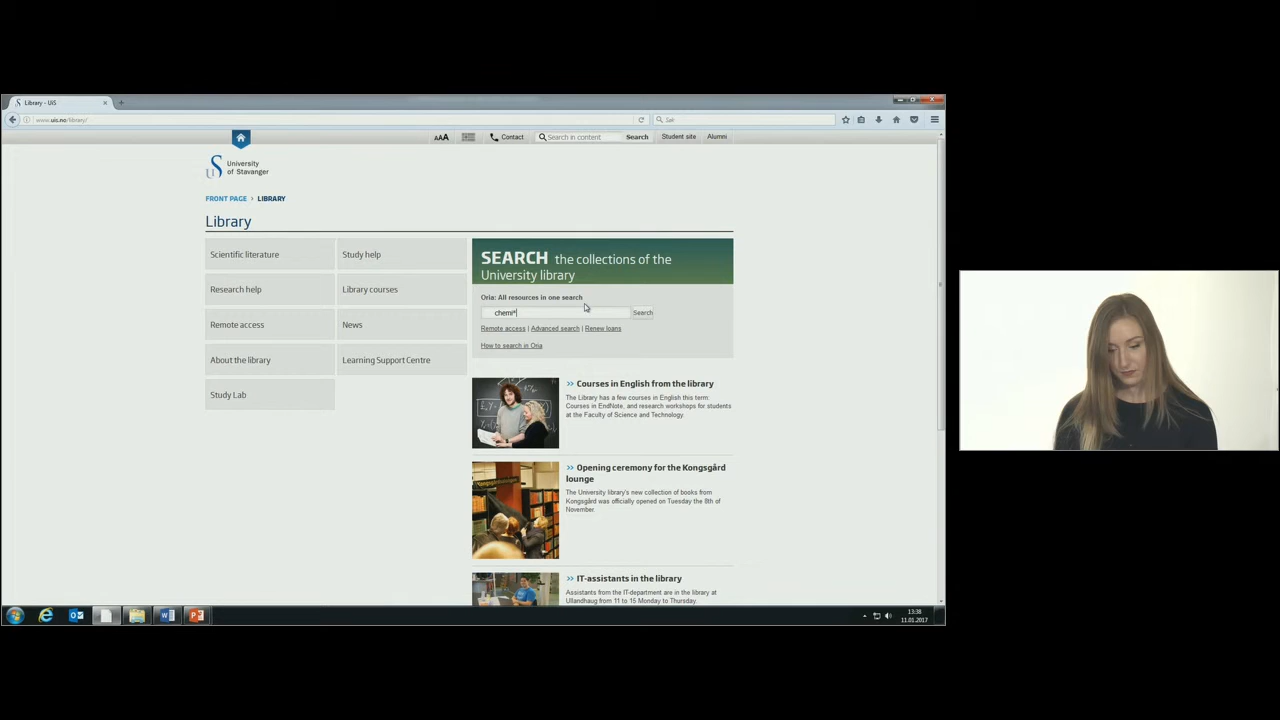 Library - UiS
www.uis.no/library/
Søk
AAA
Contact
Search in content
Search
Student site
Alumni
University
of Stavanger
FRONT PAGE > LIBRARY
Library
Scientific literature
Study help
Research help
Library courses
Remote access
News
About the library
Learning Support Centre
Study Lab
SEARCH the collections of the
University library
Oria: All resources in one search
chemi*
Search
Remote access | Advanced search | Renew loans
How to search in Oria
>> Courses in English from the library
The Library has a few courses in English this term:
Courses in EndNote, and research workshops for students
at the Faculty of Science and Technology.
>> Opening ceremony for the Kongsgård
lounge
The University library's new collection of books from
Kongsgård was officially opened on Tuesday the 8th of
November.
>> IT-assistants in the library
Assistants from the IT-department are in the library at
Ullandhaug from 11 to 15 Monday to Thursday.
13:38
11.01.2017